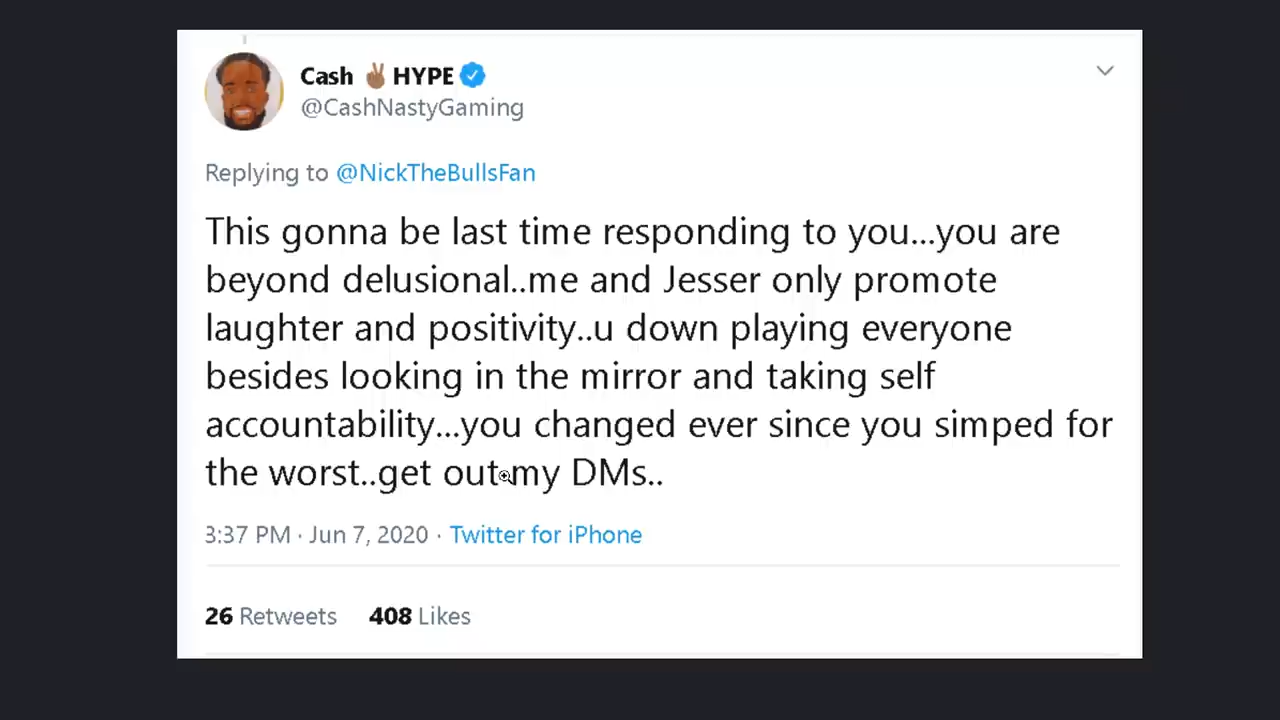 Cash ✌🏾 HYPE
@CashNastyGaming
Replying to @NickTheBullsFan
This gonna be last time responding to you...you are
beyond delusional..me and Jesser only promote
laughter and positivity..u down playing everyone
besides looking in the mirror and taking self
accountability...you changed ever since you simped for
the worst..get out my DMs..
3:37 PM · Jun 7, 2020 · Twitter for iPhone
26 Retweets 408 Likes